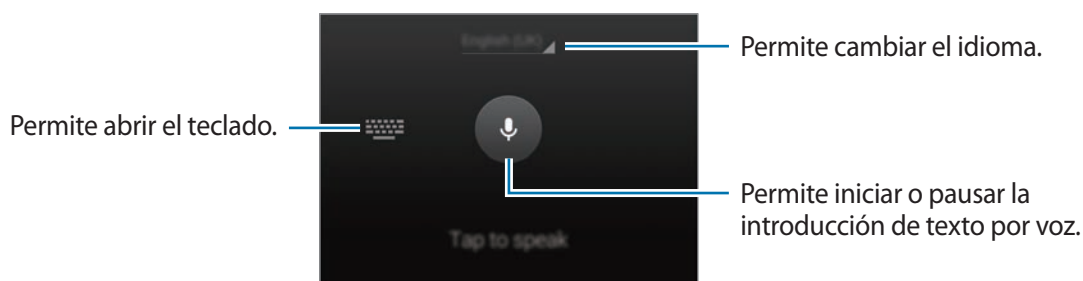 English (UK)
Permite cambiar el idioma.
Permite abrir el teclado.
Permite iniciar o pausar la
introducción de texto por voz.
Tap to speak